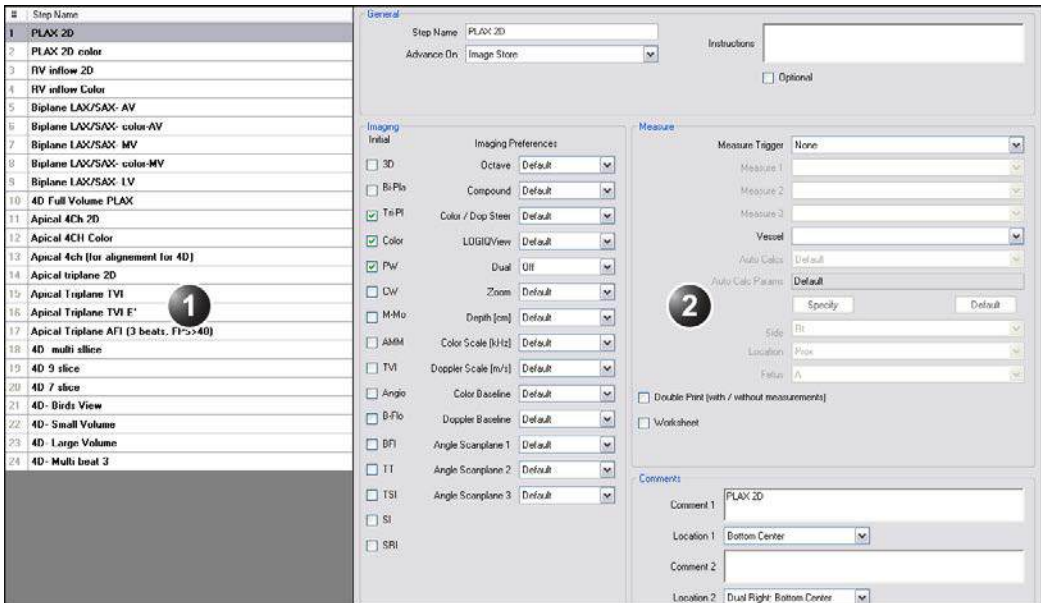 # Step Name
1 PLAX 2D
2 PLAX 2D color
3 RV inflow 2D
4 RV inflow Color
5 Biplane LAX/SAX- AV
6 Biplane LAX/SAX- color-AV
7 Biplane LAX/SAX- MV
8 Biplane LAX/SAX- color-MV
9 Biplane LAX/SAX- LV
10 4D Full Volume PLAX
11 Apical 4Ch 2D
12 Apical 4CH Color
13 Apical 4ch (for alignement for 4D)
14 Apical triplane 2D
15 Apical Triplane TVI
16 Apical Triplane TVI E'
17 Apical Triplane AFI (3 beats, FPS>40)
18 4D multi sllice
19 4D 9 slice
20 4D 7 slice
21 4D- Birds View
22 4D- Small Volume
23 4D- Large Volume
24 4D- Multi beat 3
1
General
Step Name PLAX 2D
Advance On Image Store
Instructions
Optional
Imaging
Initial Imaging Preferences
3D Octave Default
Bi-Pla Compound Default
Tri-Pl Color / Dop Steer Default
Color LOGIQView Default
PW Dual Off
CW Zoom Default
M-Mo Depth [cm] Default
AMM Color Scale [kHz] Default
TVI Doppler Scale [m/s] Default
Angio Color Baseline Default
B-Flo Doppler Baseline Default
BFI Angle Scanplane 1 Default
TT Angle Scanplane 2 Default
TSI Angle Scanplane 3 Default
SI
SRI
Measure
Measure Trigger None
Measure 1
Measure 2
Measure 3
Vessel
Auto Calcs Default
Auto Calc Params Default
2
Specify Default
Side Rt
Location Prox
Fetus A
Double Print (with / without measurements)
Worksheet
Comments
Comment 1 PLAX 2D
Location 1 Bottom Center
Comment 2
Location 2 Dual Right: Bottom Center